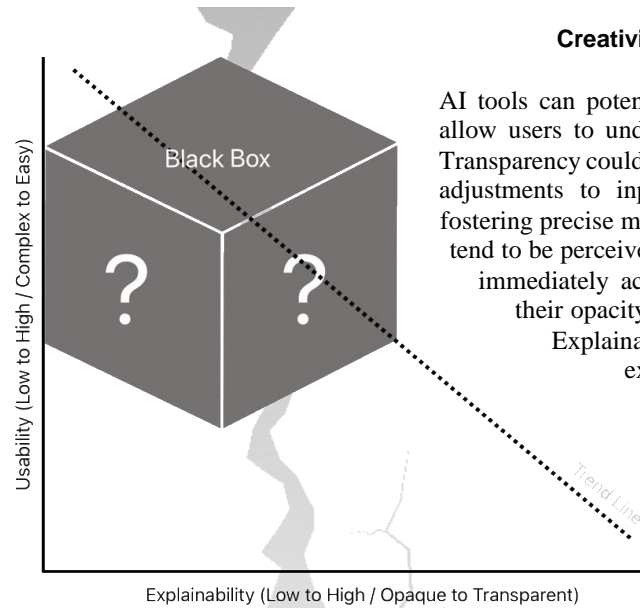 Creativi
AI tools can poten
allow users to und
Transparency could
adjustments to inp
fostering precise m
tend to be perceive
immediately ac
their opacity
Explaina
ex
Black Box
? ?
Trend Line
Usability (Low to High / Complex to Easy)
Explainability (Low to High / Opaque to Transparent)